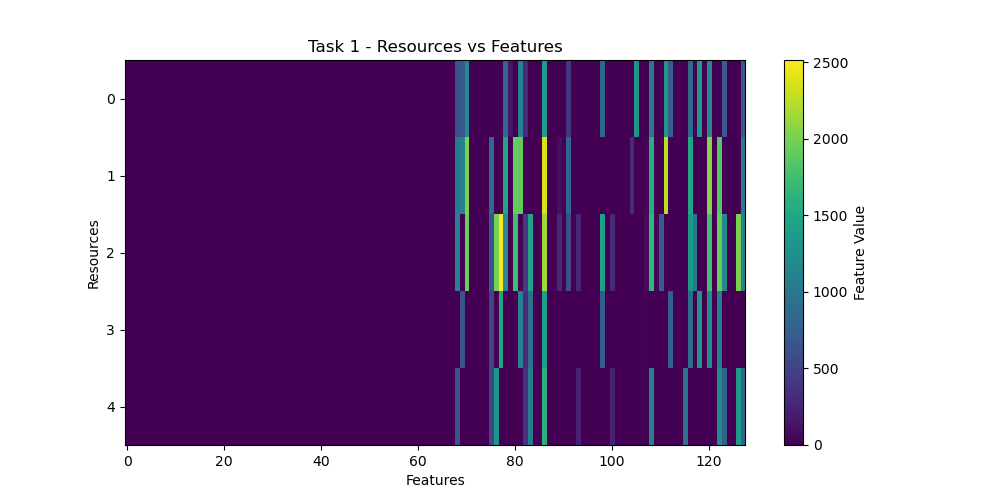 Task 1 - Resources vs Features
Resources
0
1
2
3
4
0 20 40 60 80 100 120
Features
2500
2000
1500
1000
500
0
Feature Value